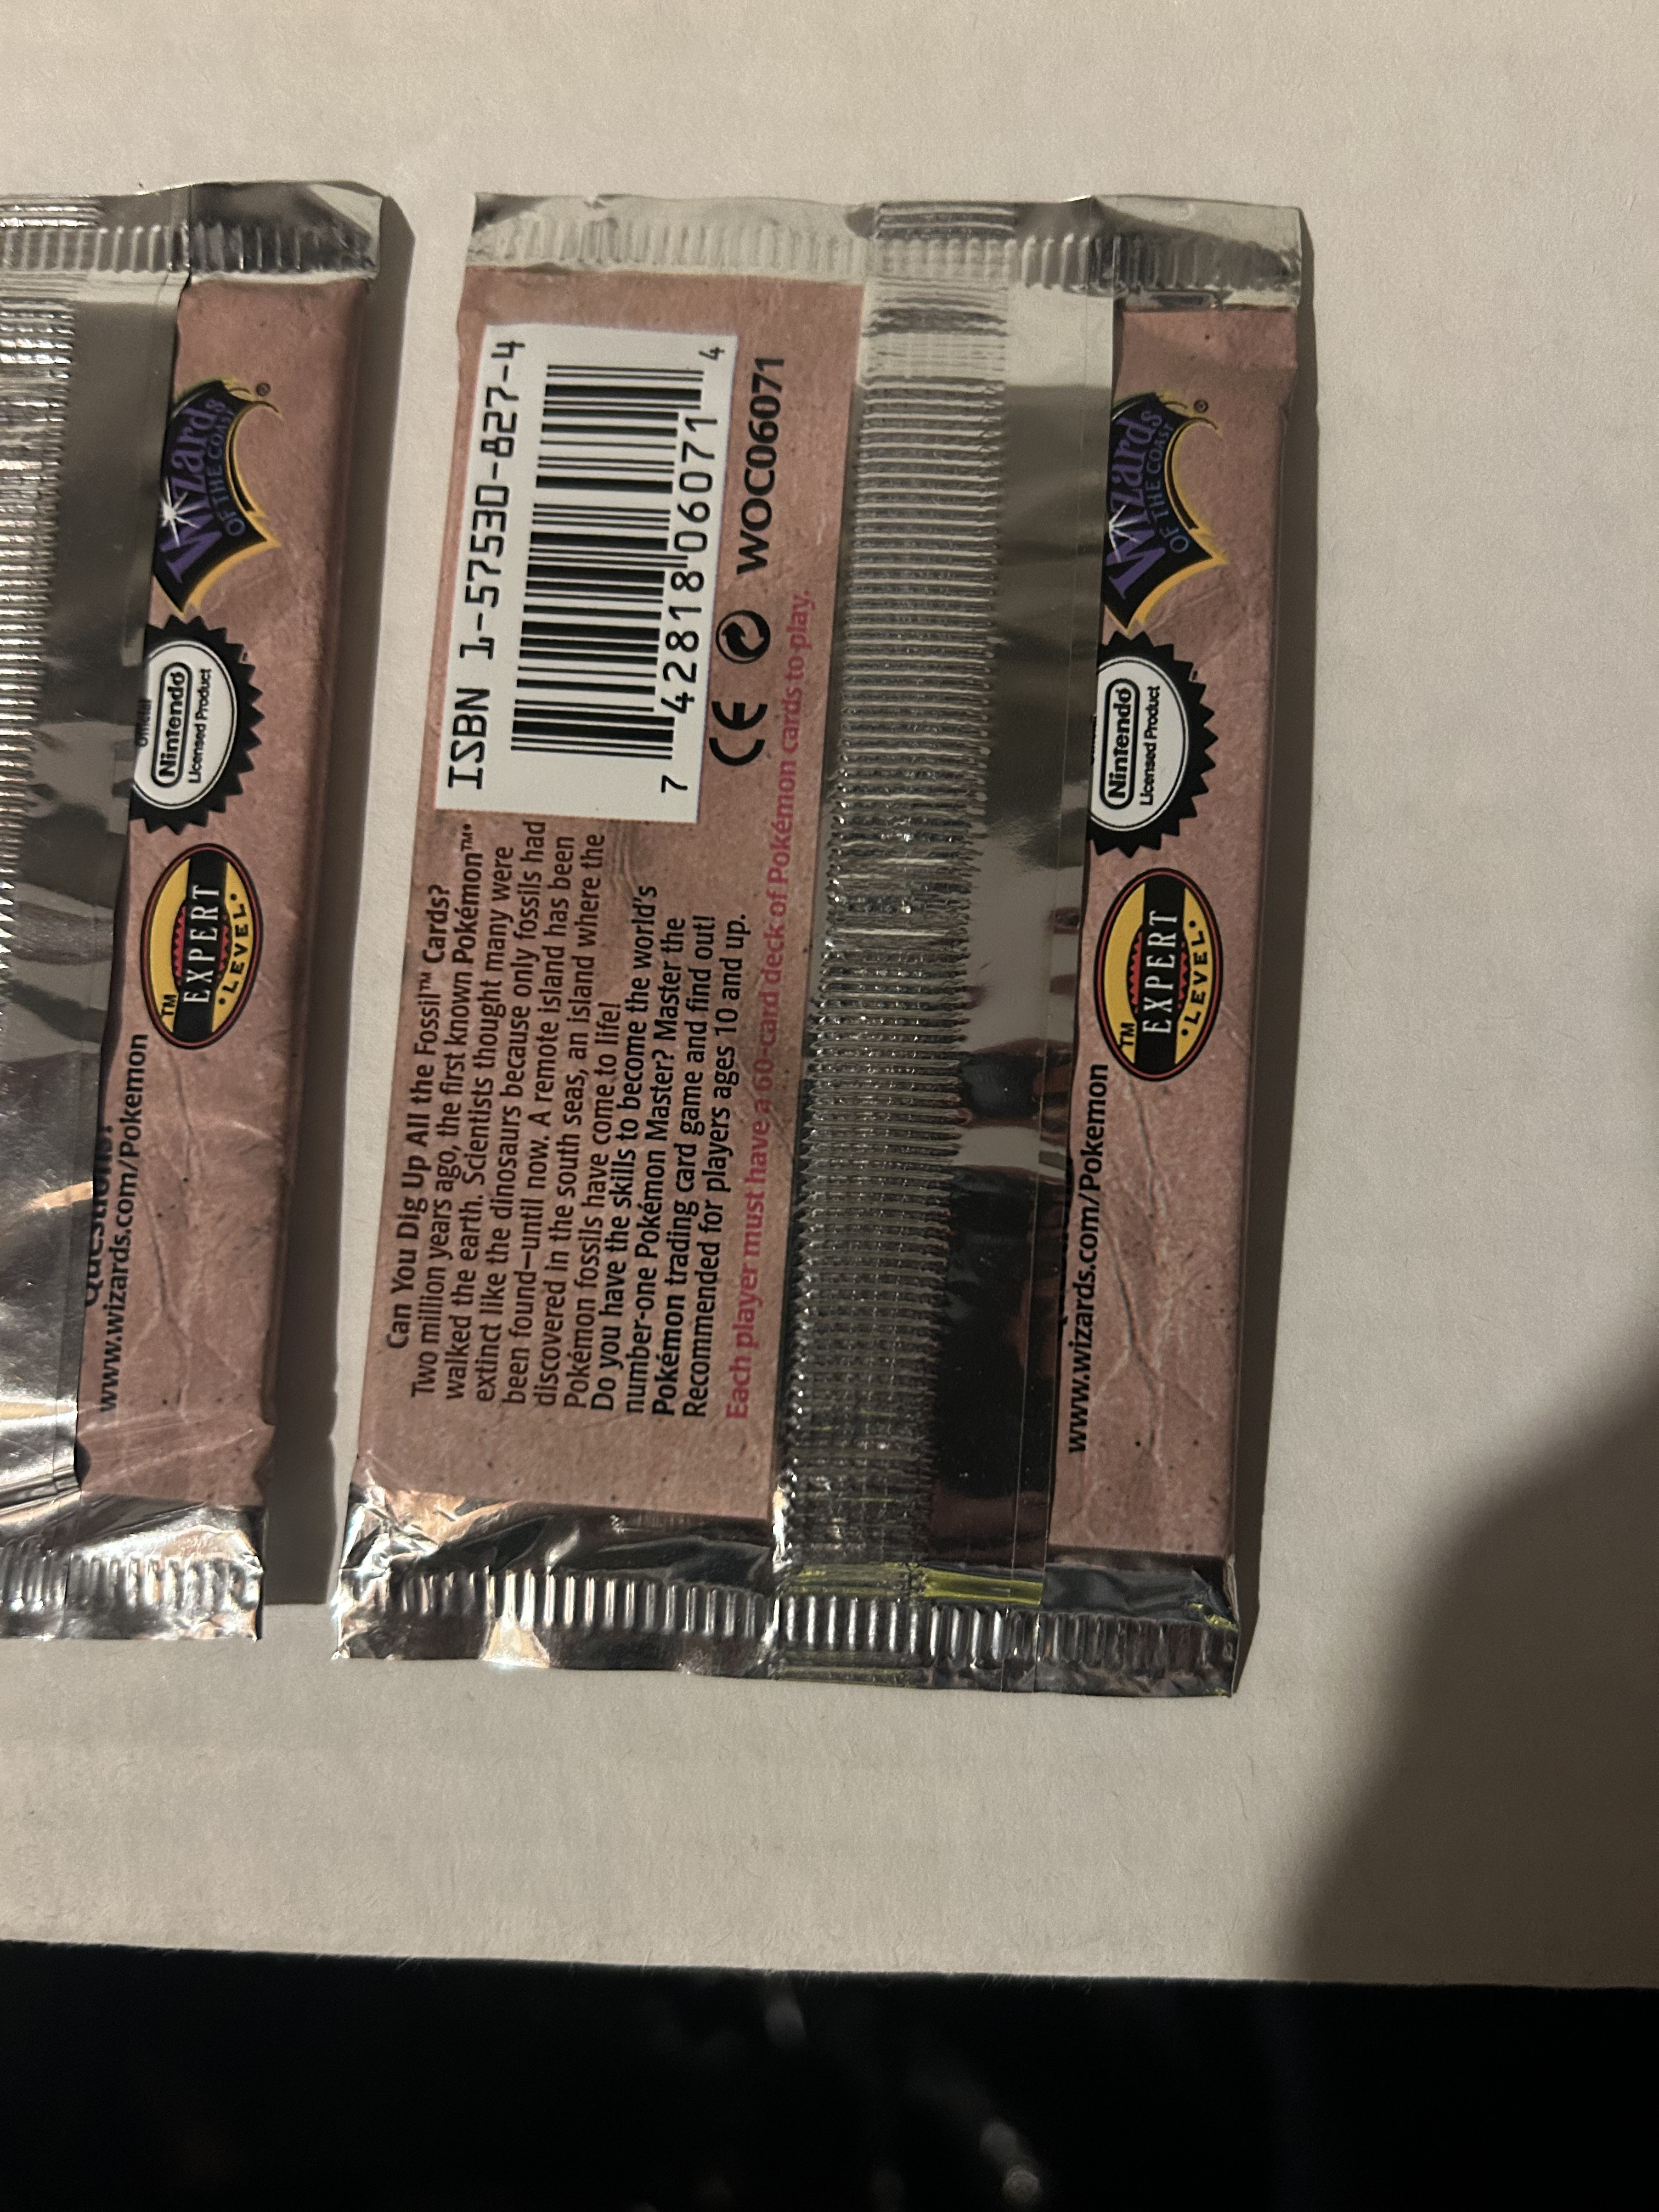 Can You Dig Up All the Fossil™ Cards?
Two million years ago, the first known Pokémon™*
walked the earth. Scientists thought many were
extinct like the dinosaurs because only fossils had
been found—until now. A remote island has been
discovered in the south seas, an island where the
Pokémon fossils have come to life!
Do you have the skills to become the world's
number-one Pokémon Master? Master the
Pokémon trading card game and find out!
Recommended for players ages 10 and up.
Each player must have a 60-card deck of Pokémon cards to play.
ISBN 1-57530-827-4
7 42818 06071 4
CE WOC06071
www.wizards.com/Pokemon
TM
EXPERT
•LEVEL•
Nintendo
Licensed Product
Wizards ®
OF THE COAST
Questions?
www.wizards.com/Pokemon
TM
EXPERT
•LEVEL•
Official
Nintendo
Licensed Product
Wizards ®
OF THE COAST